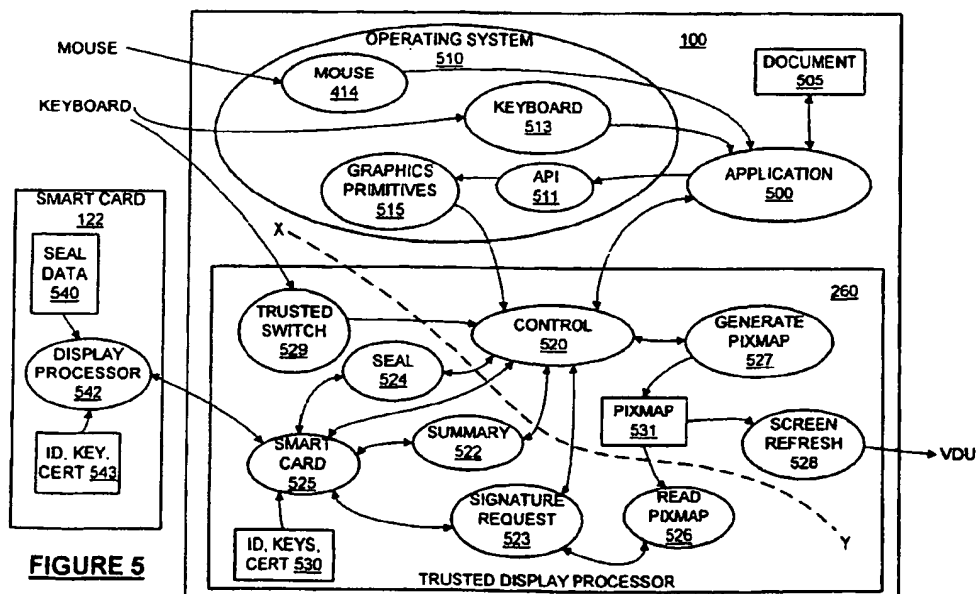 OPERATING SYSTEM
510
100
MOUSE
MOUSE
414
DOCUMENT
505
KEYBOARD
KEYBOARD
513
GRAPHICS
PRIMITIVES
515
API
511
APPLICATION
500
SMART CARD
122
SEAL
DATA
540
DISPLAY
PROCESSOR
542
ID, KEY,
CERT 543
X
260
TRUSTED
SWITCH
529
CONTROL
520
GENERATE
PIXMAP
527
SEAL
524
PIXMAP
531
SCREEN
REFRESH
528
VDU
SMART
CARD
525
SUMMARY
522
SIGNATURE
REQUEST
523
READ
PIXMAP
526
Y
ID, KEYS,
CERT 530
TRUSTED DISPLAY PROCESSOR
FIGURE 5